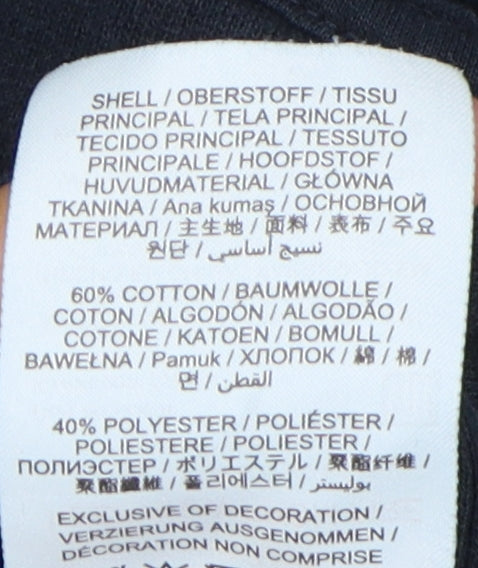 SHELL / OBERSTOFF / TISSU
PRINCIPAL / TELA PRINCIPAL /
TECIDO PRINCIPAL / TESSUTO
PRINCIPALE / HOOFDSTOF /
HUVUDMATERIAL / GŁÓWNA
TKANINA / Ana kumaş / ОСНОВНОЙ
МАТЕРИАЛ / 主生地 / 面料 / 表布 / 주요
원단 / نسيج أساسي
60% COTTON / BAUMWOLLE /
COTON / ALGODÓN / ALGODÃO /
COTONE / KATOEN / BOMULL /
BAWEŁNA / Pamuk / ХЛОПОК / 綿 / 棉 /
면 / القطن
40% POLYESTER / POLIÉSTER /
POLIESTERE / POLIESTER /
ПОЛИЭСТЕР / ポリエステル / 聚酯纤维 /
聚酯纖維 / 폴리에스터 / بوليستر
EXCLUSIVE OF DECORATION /
VERZIERUNG AUSGENOMMEN /
DÉCORATION NON COMPRISE